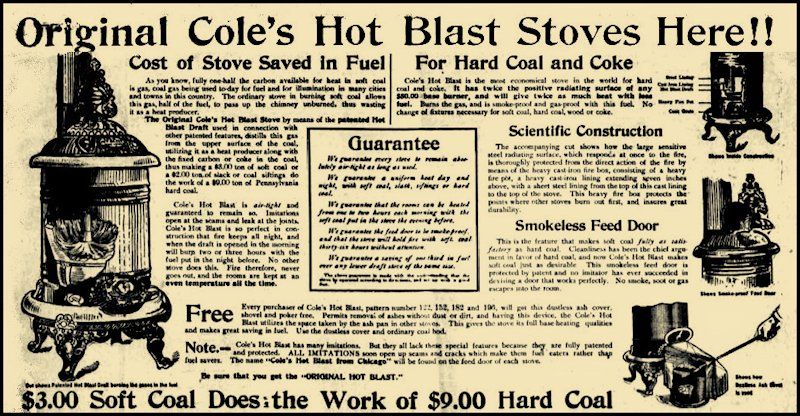 Original Cole's Hot Blast Stoves Here!!
Cost of Stove Saved in Fuel
As you know, fully one-half the carbon available for heat in soft coal
is gas, coal gas being used to-day for fuel and for illumination in many cities
and towns in this country. The ordinary stove in burning soft coal allows
this gas, half of the fuel, to pass up the chimney unburned, thus wasting
it as a heat producer.
The Original Cole's Hot Blast Stove by means of the patented Hot
Blast Draft used in connection with
other patented features, distills this gas
from the upper surface of the coal,
utilizing it as a heat producer along with
the fixed carbon or coke in the coal,
thus making a $3.00 ton of soft coal or
a $2.00 ton of slack or coal siftings do
the work of a $9.00 ton of Pennsylvania
hard coal.
Cole's Hot Blast is air-tight and
guaranteed to remain so. Imitations
open at the seams and leak at the joints.
Cole's Hot Blast is so perfect in con-
struction that fire keeps all night, and
when the draft is opened in the morning
will burn two or three hours with the
fuel put in the night before. No other
stove does this. Fire therefore, never
goes out, and the rooms are kept at an
even temperature all the time.
Guarantee
We guarantee every stove to remain abso-
lutely air-tight as long as used.
We guarantee a uniform heat day and
night, with soft coal, slack, siftings or hard
coal.
We guarantee that the rooms can be heated
from one to two hours each morning with the
soft coal put in the stove the evening before.
We guarantee the feed door to be smoke-proof,
and that the stove will hold fire with soft coal
thirty-six hours without attention.
We guarantee a saving of one third in fuel
over any lower draft stove of the same size.
For Hard Coal and Coke
Cole's Hot Blast is the most economical stove in the world for hard
coal and coke. It has twice the positive radiating surface of any
$50.00 base burner, and will give twice as much heat with less
fuel. Burns the gas, and is smoke-proof and gas-proof with this fuel. No
change of fixtures necessary for soft coal, hard coal, wood or coke.
Scientific Construction
The accompanying cut shows how the large sensitive
steel radiating surface, which responds at once to the fire,
is thoroughly protected from the direct action of the fire by
means of the heavy cast-iron fire box, consisting of a heavy
fire pot, a heavy cast-iron lining extending seven inches
above, with a sheet steel lining from the top of this cast lining
to the top of the stove. This heavy fire box protects the
points where other stoves burn out first, and insures great
durability.
Smokeless Feed Door
This is the feature that makes soft coal fully as satis-
factory as hard coal. Cleanliness has been the chief argu-
ment in favor of hard coal, and now Cole's Hot Blast makes
soft coal just as desirable. This smokeless feed door is
protected by patent and no imitator has ever succeeded in
devising a door that works perfectly. No smoke, soot or gas
escapes into the room.
Steel Lining
Cast Iron Lining
Heavy Fire Pot
Shows Inside Construction
Shows Smoke-proof Feed Door
Free
Every purchaser of Cole's Hot Blast, pattern number 122, 152, 182 and 196, will get this dustless ash cover,
shovel and poker free. Permits removal of ashes without dust or dirt, and having this device, the Cole's Hot
Blast utilizes the space taken by the ash pan in other stoves. This gives the stove its full base-heating qualities
and makes great saving in fuel. Use the dustless cover and ordinary coal hod.
Note.—
Cole's Hot Blast has many imitations. But they all lack these special features because they are fully patented
and protected. ALL IMITATIONS soon open up seams and cracks which make them fuel eaters rather than
fuel savers. The name "Cole's Hot Blast from Chicago" will be found on the feed door of each stove.
Be sure that you get the "ORIGINAL HOT BLAST."
Cut shows Patented Hot Blast Draft burning the gases in the fuel
Shows how
Dustless Ash Cover
is used
$3.00 Soft Coal Does the Work of $9.00 Hard Coal